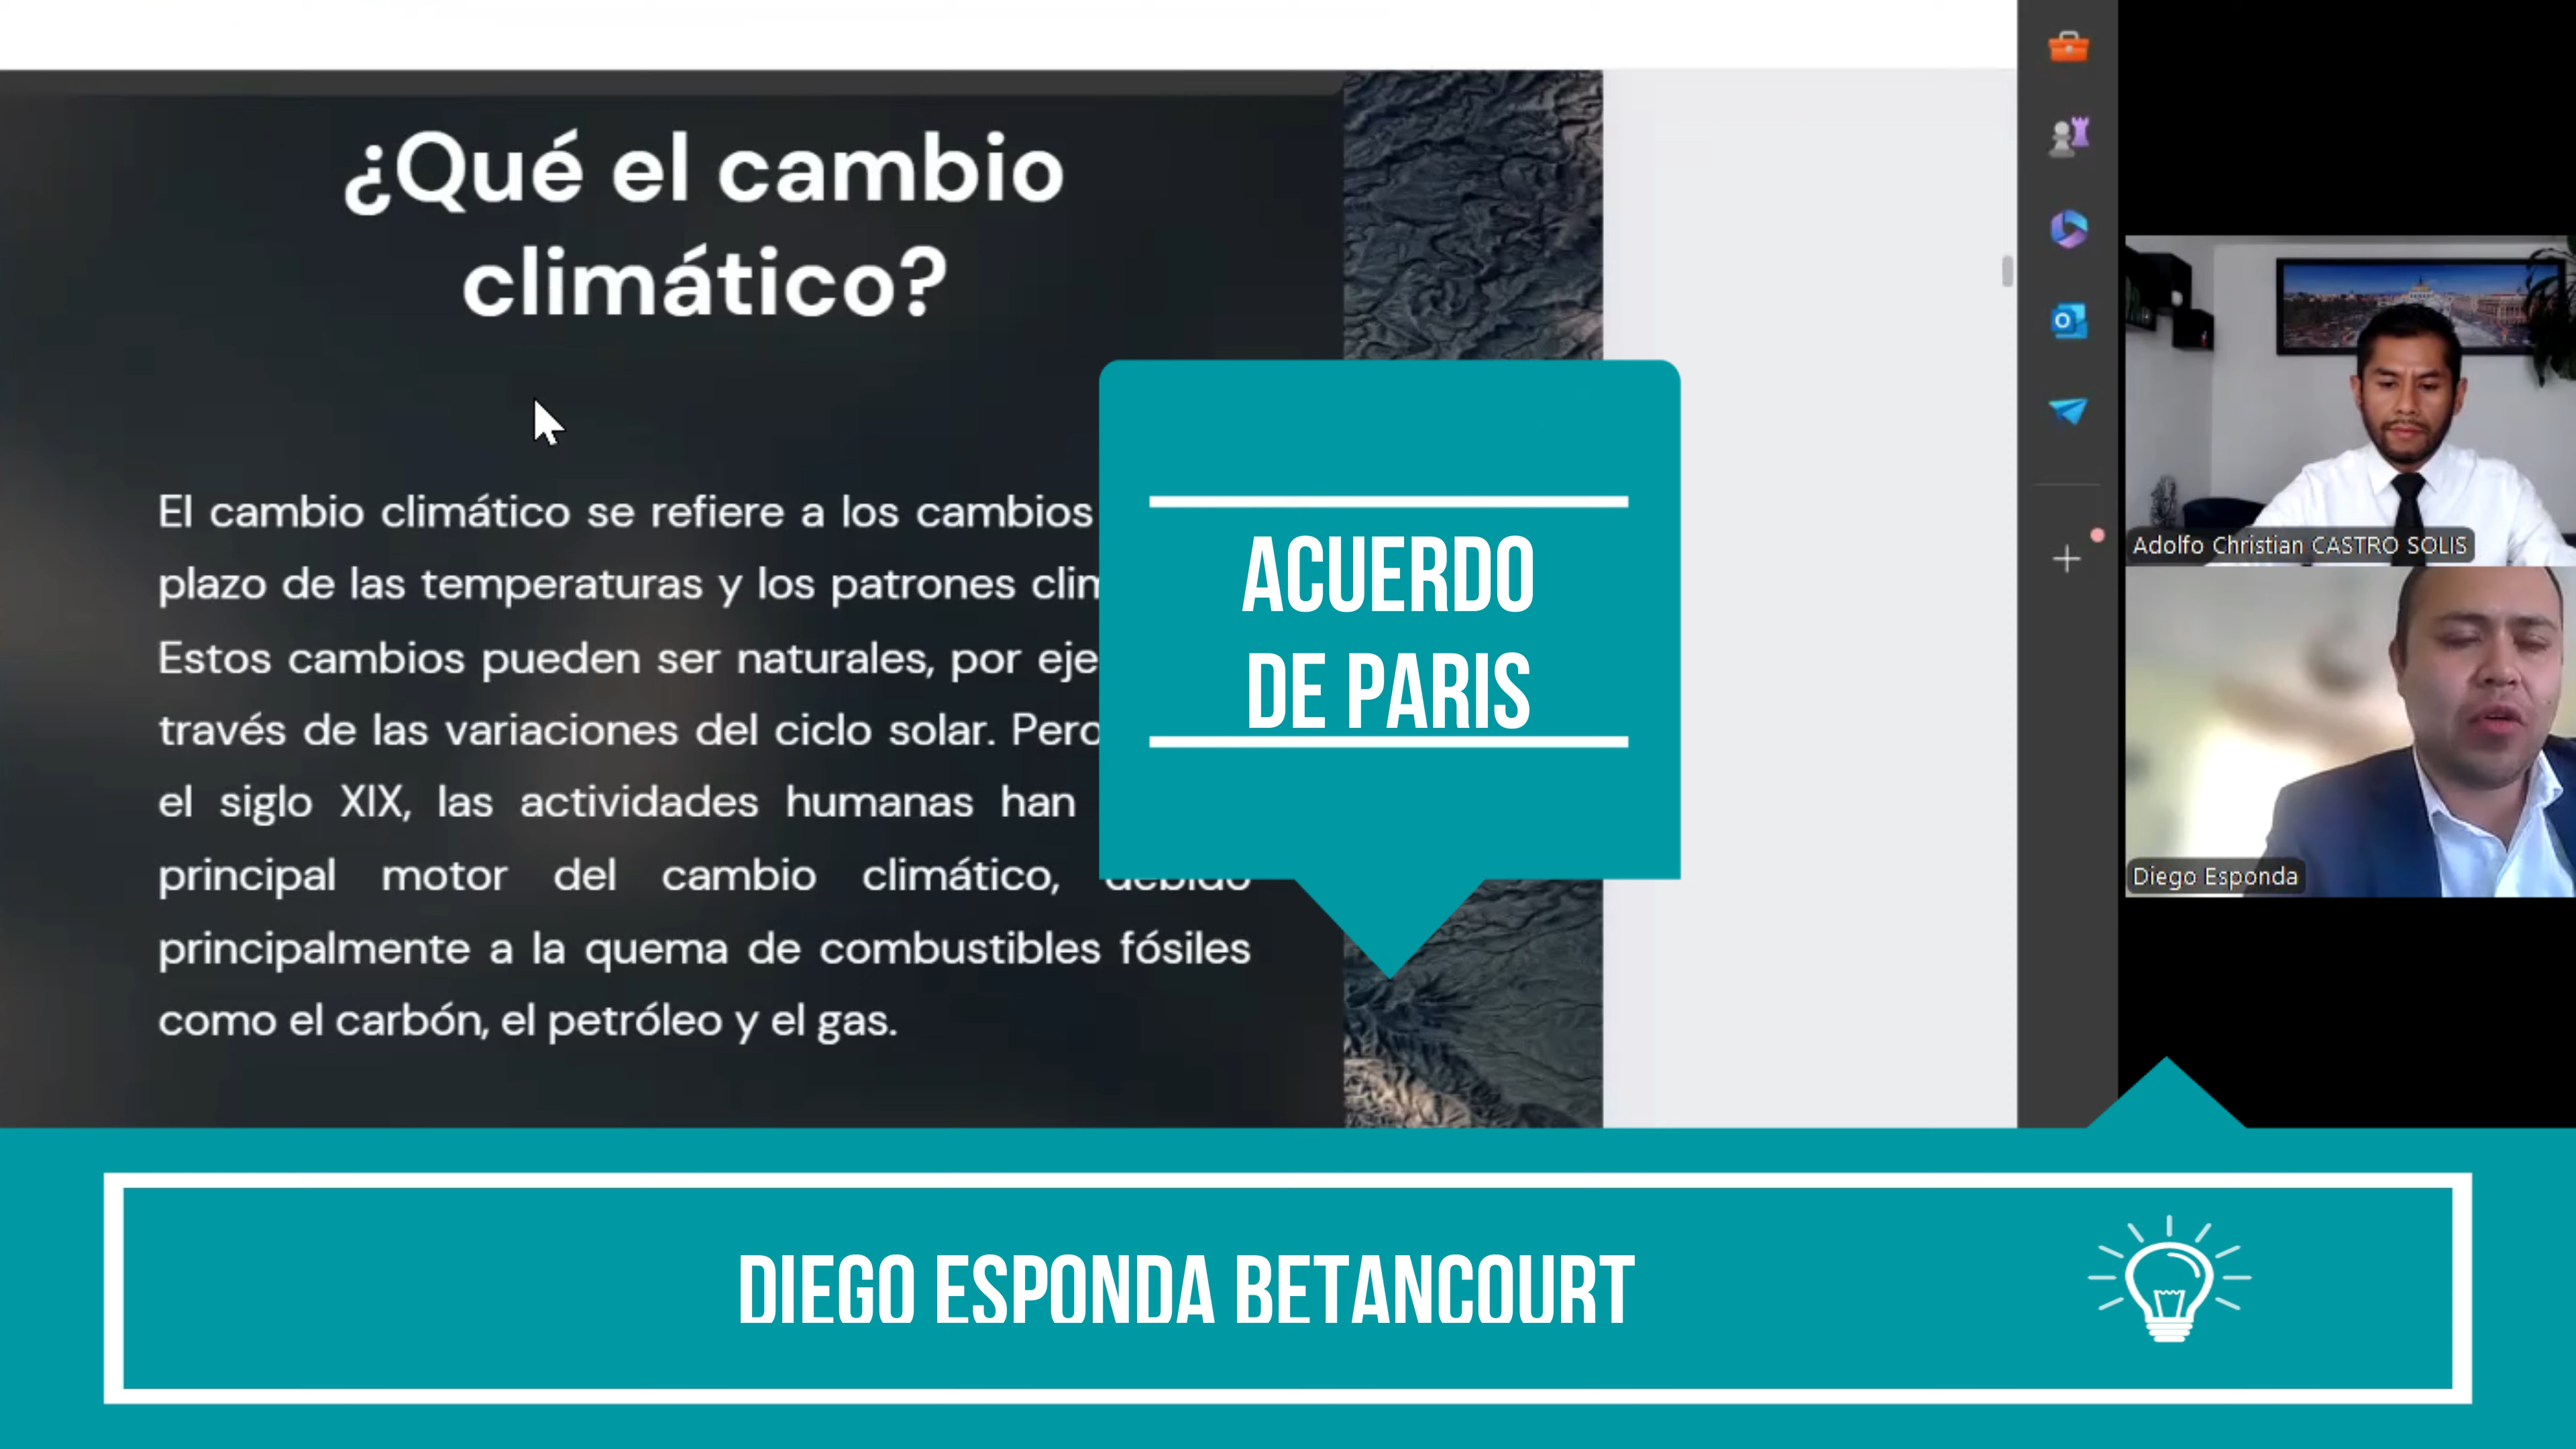 ¿Qué el cambio
climático?
El cambio climático se refiere a los cambios
plazo de las temperaturas y los patrones
Estos cambios pueden ser naturales, por
través de las variaciones del ciclo solar. Pero
el siglo XIX, las actividades humanas han
principal motor del cambio climático, debido
principalmente a la quema de combustibles fósiles
como el carbón, el petróleo y el gas.
ACUERDO
DE PARIS
Adolfo Christian CASTRO SOLIS
Diego Esponda
DIEGO ESPONDA BETANCOURT